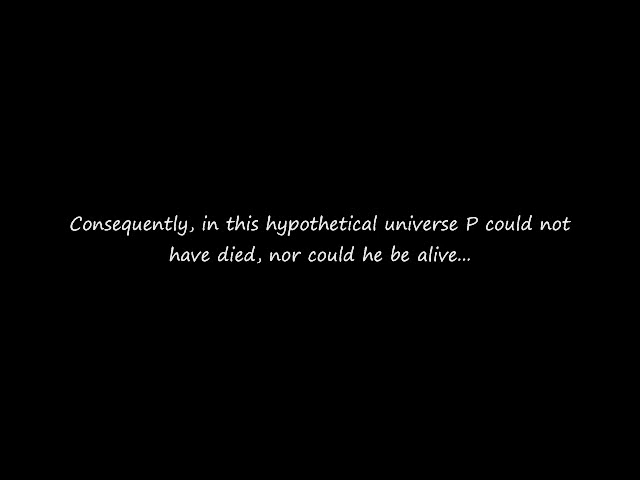 Consequently, in this hypothetical universe P could not
have died, nor could he be alive...